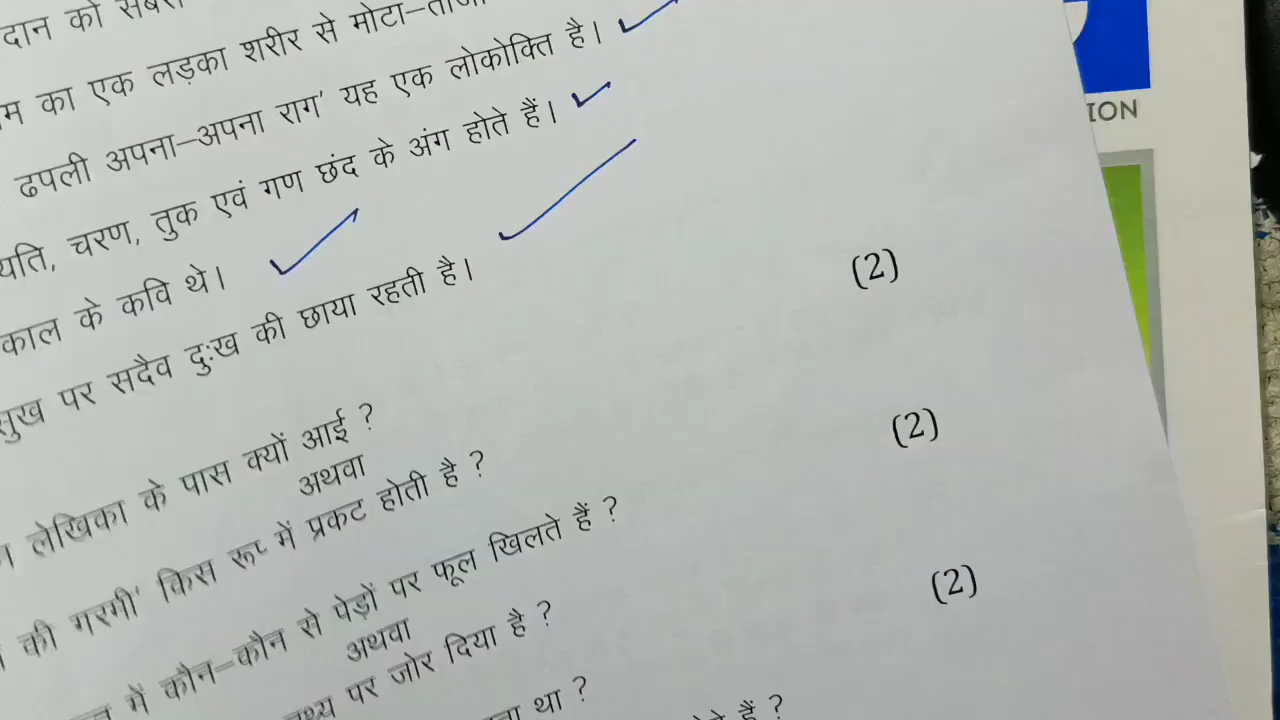 दान को
का एक लड़का शरीर से मोटा–
ढपली अपना–अपना राग' यह एक लोकोक्ति है।
यति, चरण, तुक एवं गण छंद के अंग होते हैं।
काल के कवि थे।
सुख पर सदैव दुःख की छाया रहती है।
(2)
लेखिका के पास क्यों आई ?
अथवा
(2)
की गरमी' किस रूप में प्रकट होती है ?
में कौन–कौन से पेड़ों पर फूल खिलते हैं ?
(2)
अथवा
पर जोर दिया है ?
था ?
हैं ?
ION